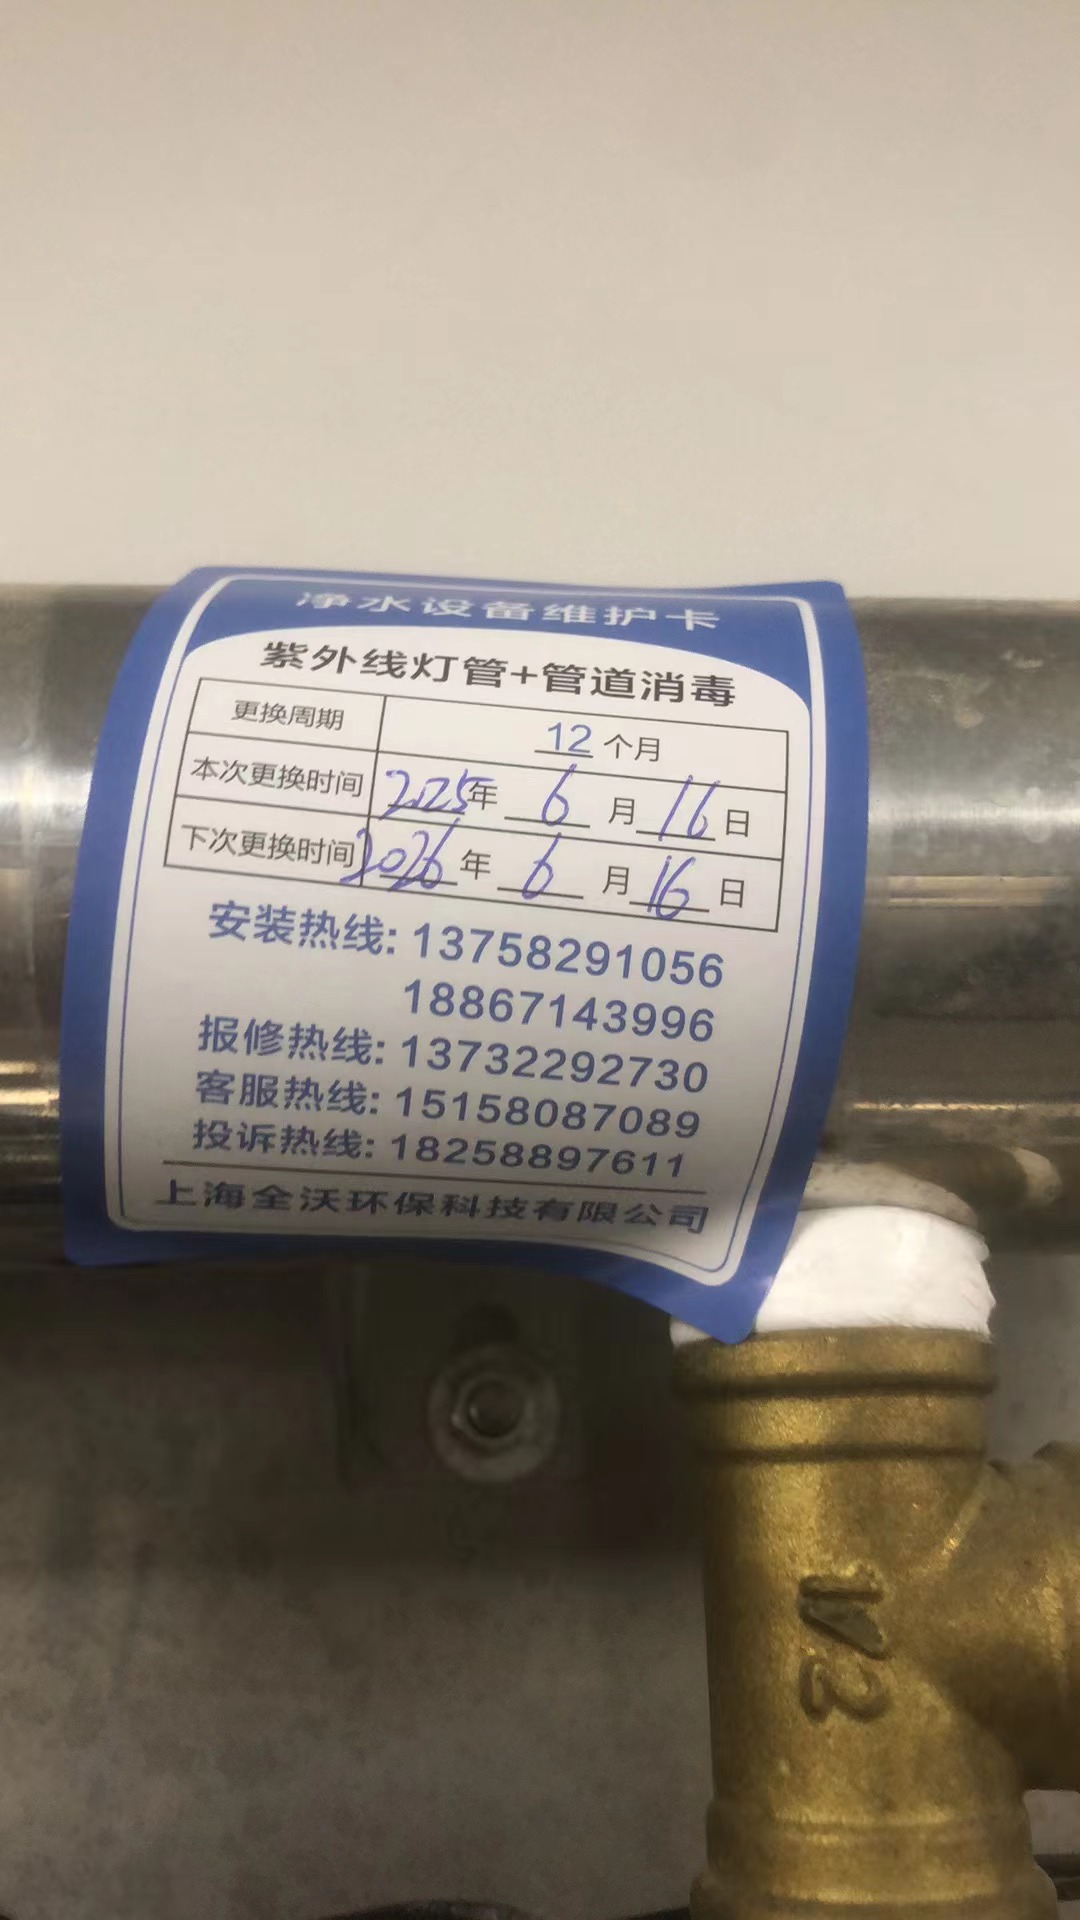 净水设备维护卡
紫外线灯管+管道消毒
更换周期 12 个月
本次更换时间 2025年 6 月 16 日
下次更换时间 2026 年 6 月 16 日
安装热线: 13758291056
18867143996
报修热线: 13732292730
客服热线: 15158087089
投诉热线: 18258897611
上海全沃环保科技有限公司